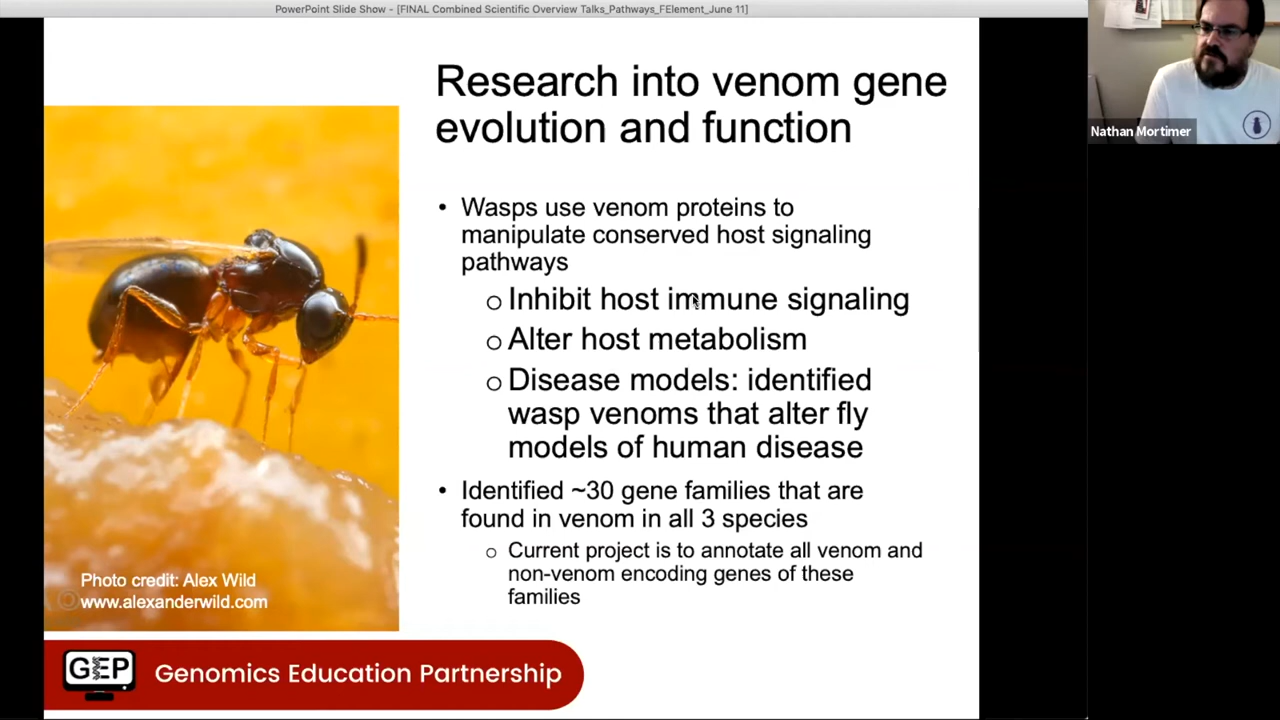 PowerPoint Slide Show - [FINAL Combined Scientific Overview Talks_Pathways_FElement_June 11]
Nathan Mortimer
Research into venom gene
evolution and function
• Wasps use venom proteins to
manipulate conserved host signaling
pathways
o Inhibit host immune signaling
o Alter host metabolism
o Disease models: identified
wasp venoms that alter fly
models of human disease
• Identified ~30 gene families that are
found in venom in all 3 species
o Current project is to annotate all venom and
non-venom encoding genes of these
families
Photo credit: Alex Wild
www.alexanderwild.com
GEP Genomics Education Partnership